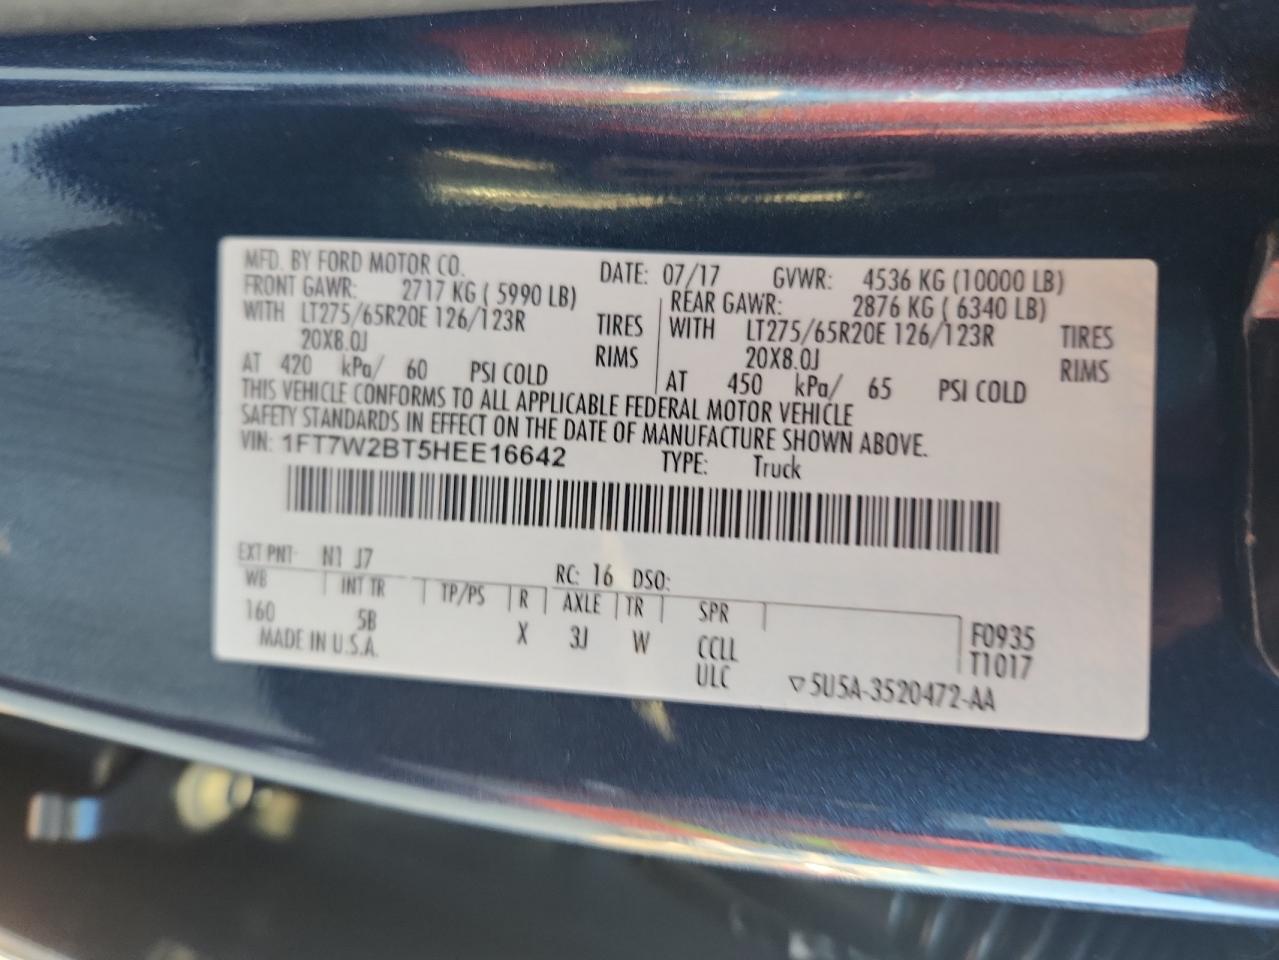 MFD. BY FORD MOTOR CO. DATE: 07/17 GVWR: 4536 KG (10000 LB)
FRONT GAWR: 2717 KG ( 5990 LB) REAR GAWR: 2876 KG ( 6340 LB)
WITH LT275/65R20E 126/123R TIRES WITH LT275/65R20E 126/123R TIRES
20X8.0J RIMS 20X8.0J RIMS
AT 420 kPa/ 60 PSI COLD AT 450 kPa/ 65 PSI COLD
THIS VEHICLE CONFORMS TO ALL APPLICABLE FEDERAL MOTOR VEHICLE
SAFETY STANDARDS IN EFFECT ON THE DATE OF MANUFACTURE SHOWN ABOVE.
VIN: 1FT7W2BT5HEE16642 TYPE: Truck
EXT PNT: N1 J7 RC: 16 DSO:
WB INT TR TP/PS R AXLE TR SPR
160 5B X 3J W CCLL F0935
MADE IN U.S.A. ULC T1017
▽5U5A-3520472-AA